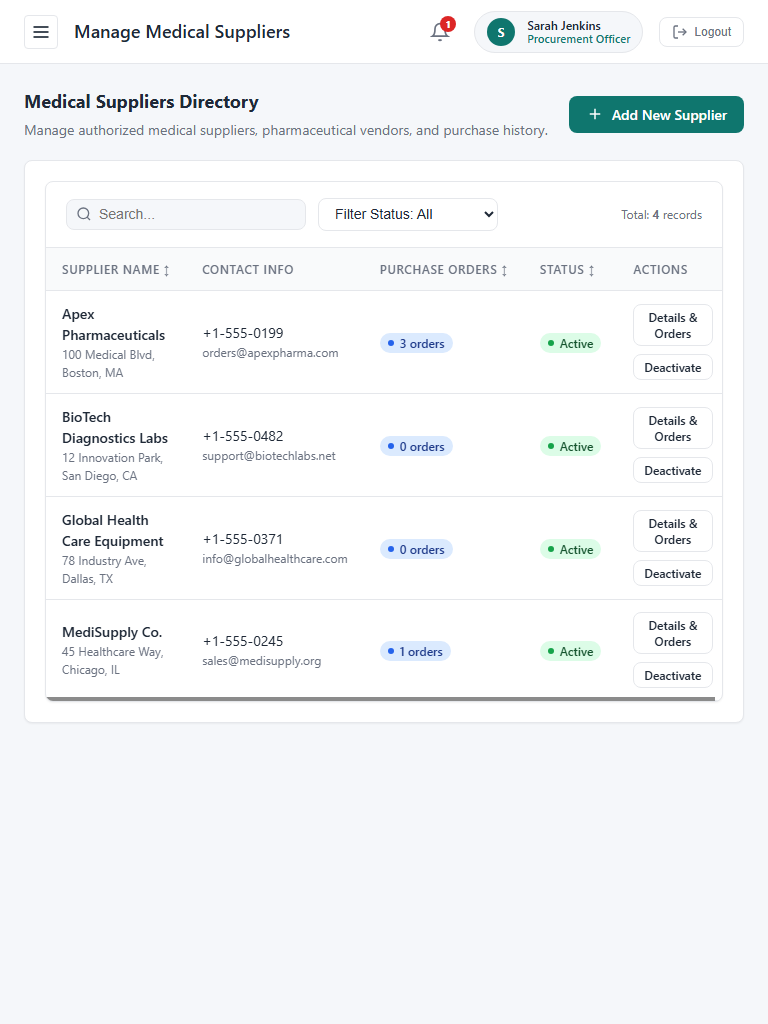 Manage Medical Suppliers
1
S
Sarah Jenkins
Procurement Officer
Logout
Medical Suppliers Directory
Manage authorized medical suppliers, pharmaceutical vendors, and purchase history.
+ Add New Supplier
Search...
Filter Status: All
Total: 4 records
SUPPLIER NAME ↕ CONTACT INFO PURCHASE ORDERS ↕ STATUS ↕ ACTIONS
Apex
Pharmaceuticals
100 Medical Blvd,
Boston, MA
+1-555-0199
orders@apexpharma.com
3 orders
Active
Details &
Orders
Deactivate
BioTech
Diagnostics Labs
12 Innovation Park,
San Diego, CA
+1-555-0482
support@biotechlabs.net
0 orders
Active
Details &
Orders
Deactivate
Global Health
Care Equipment
78 Industry Ave,
Dallas, TX
+1-555-0371
info@globalhealthcare.com
0 orders
Active
Details &
Orders
Deactivate
MediSupply Co.
45 Healthcare Way,
Chicago, IL
+1-555-0245
sales@medisupply.org
1 orders
Active
Details &
Orders
Deactivate